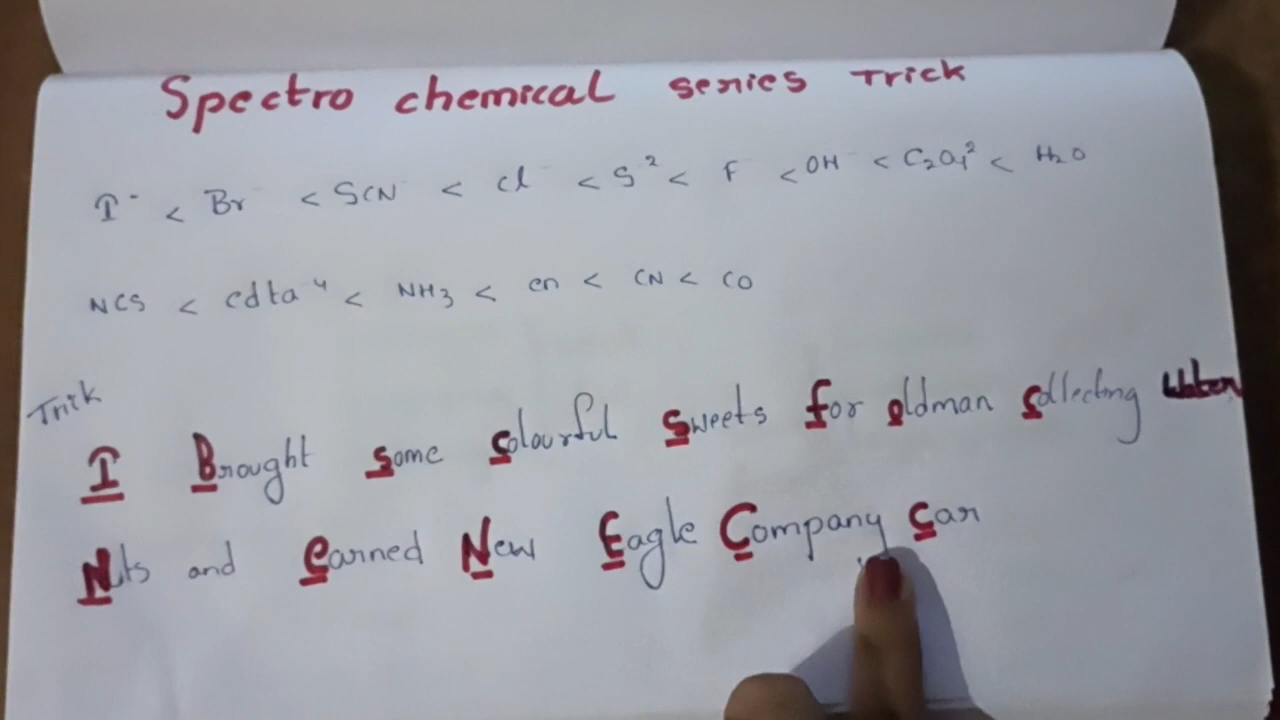 Spectro chemical series Trick
I⁻ < Br⁻ < SCN < Cl⁻ < S² < F < OH⁻ < C₂O₄² < H₂O
NCS < edta⁴ < NH₃ < en < CN < CO
Trick
I Brought Some Colourful Sweets for oldman Collecting Water
Nuts and earned New Eagle Company Car